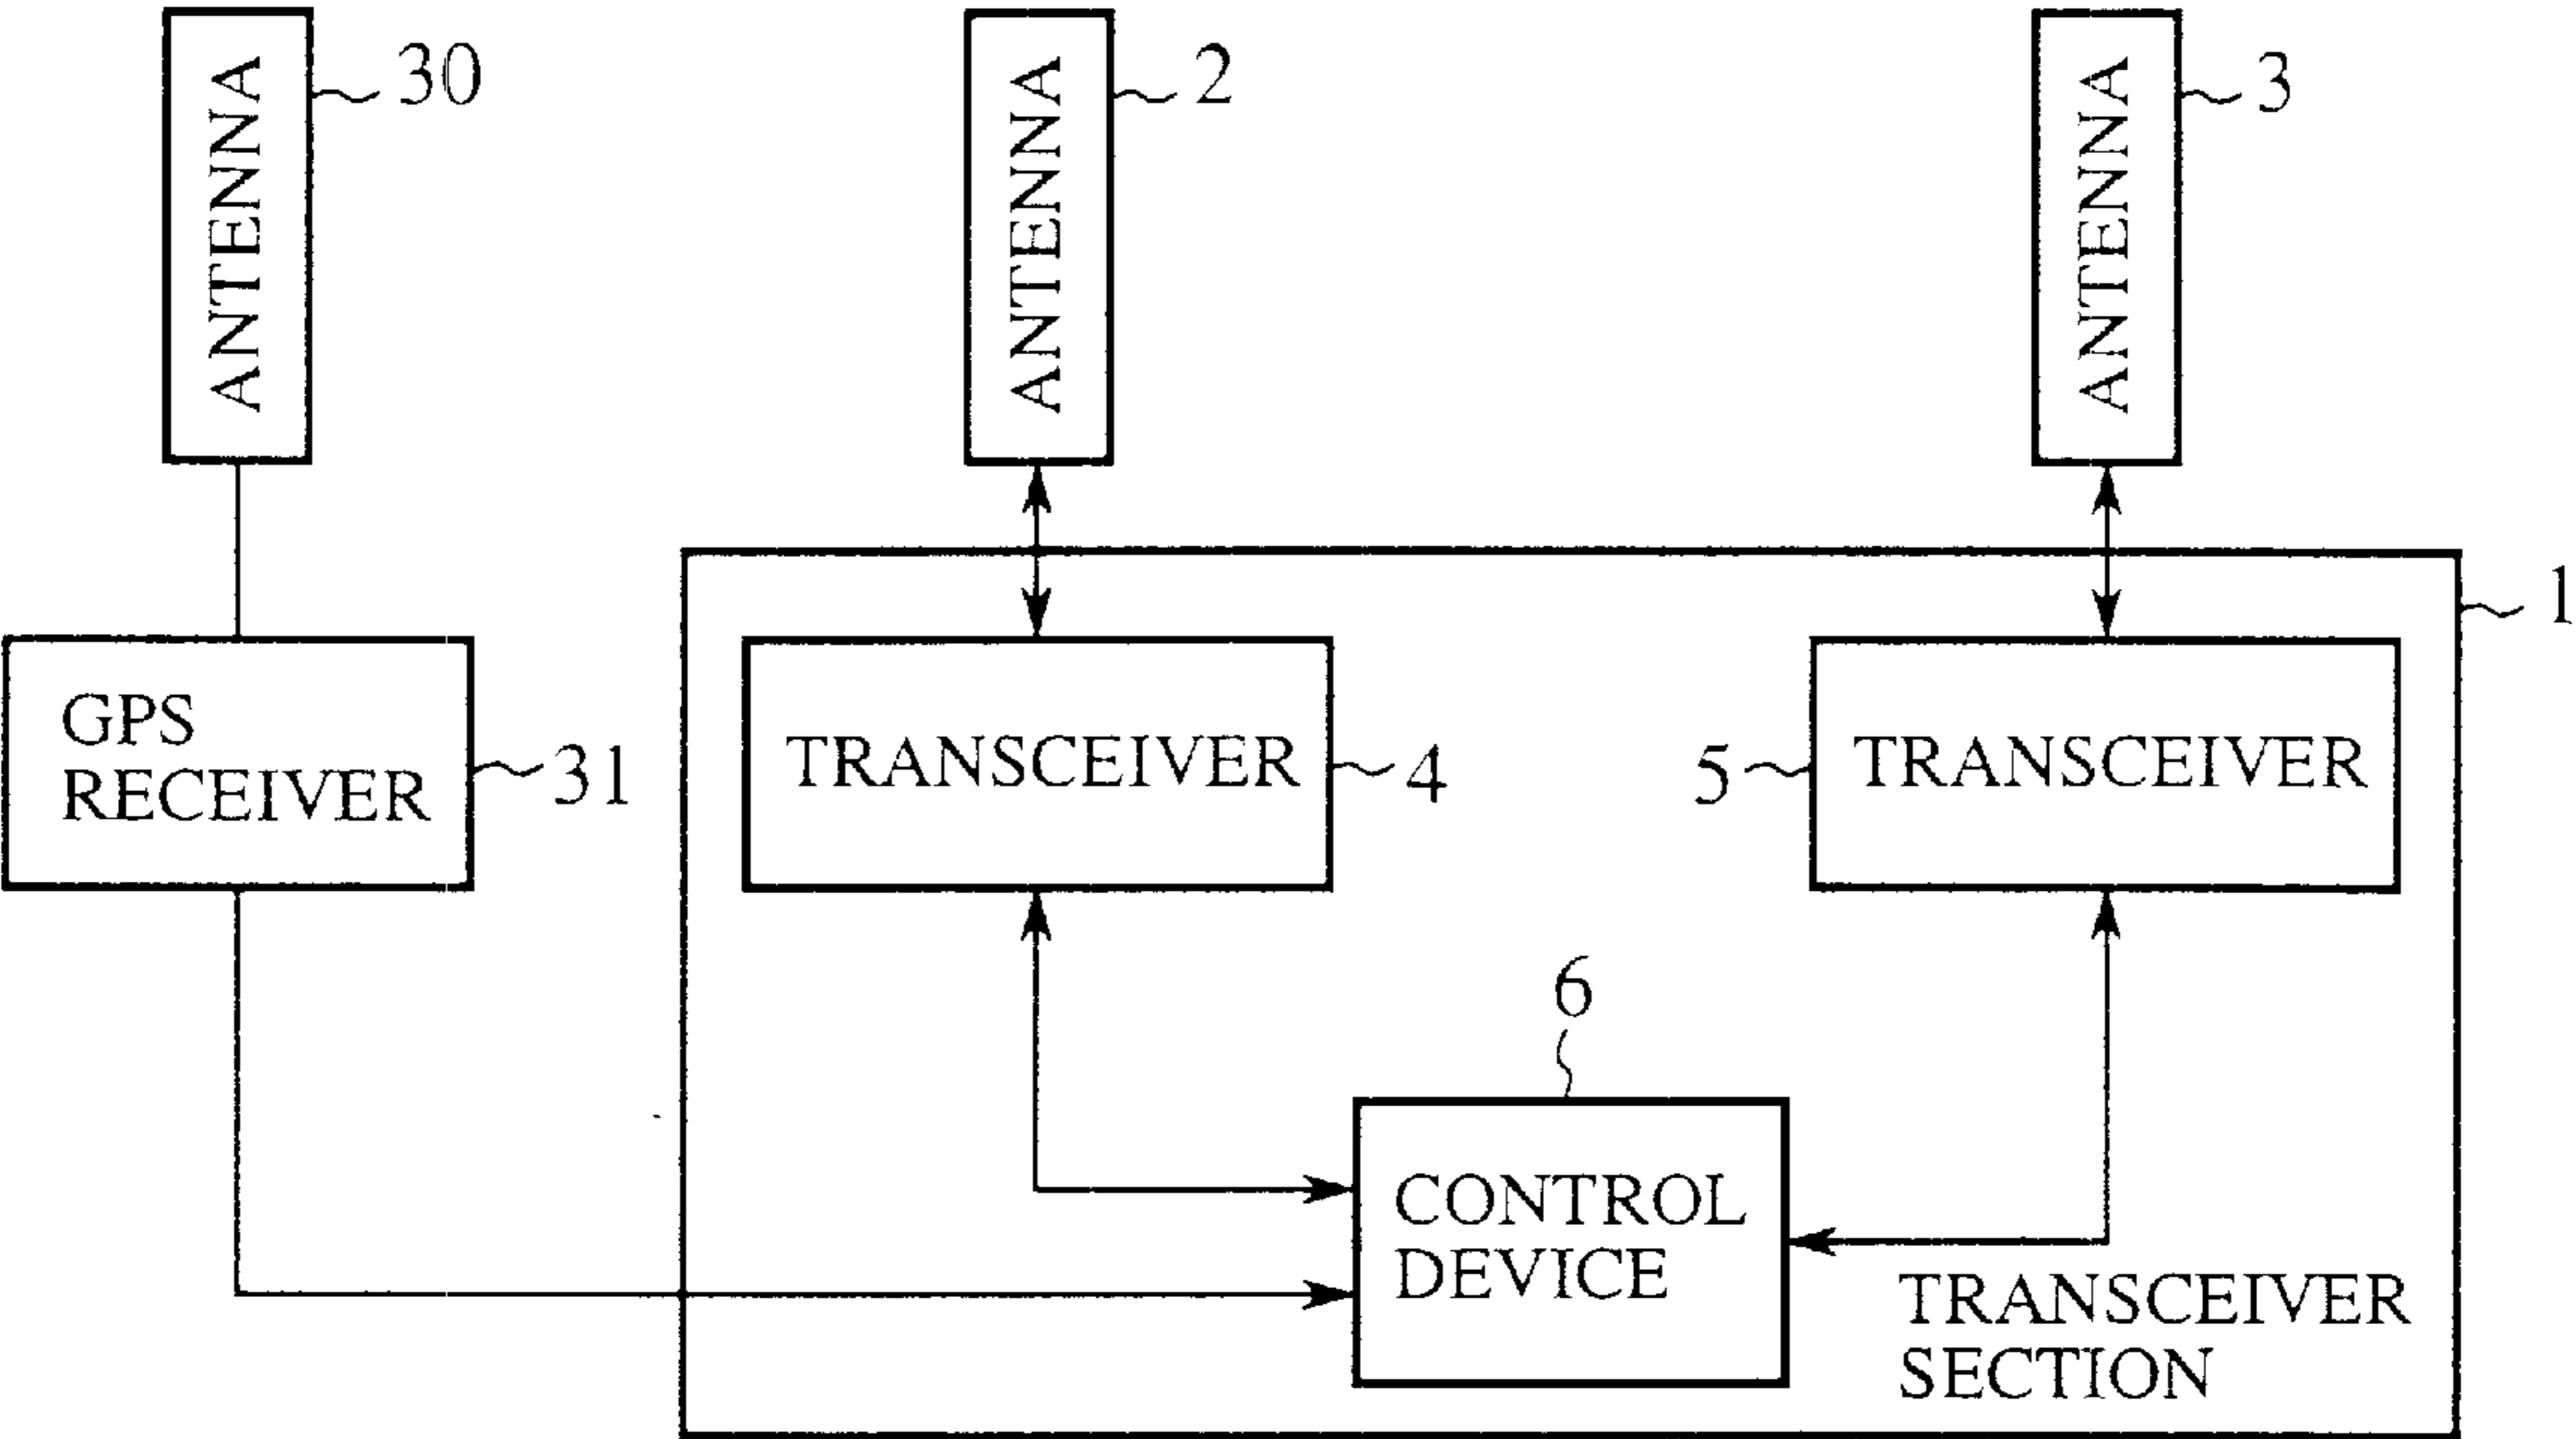 ANTENNA
30
ANTENNA
2
ANTENNA
3
1
GPS
RECEIVER
31
TRANSCEIVER
4
5
TRANSCEIVER
6
CONTROL
DEVICE
TRANSCEIVER
SECTION